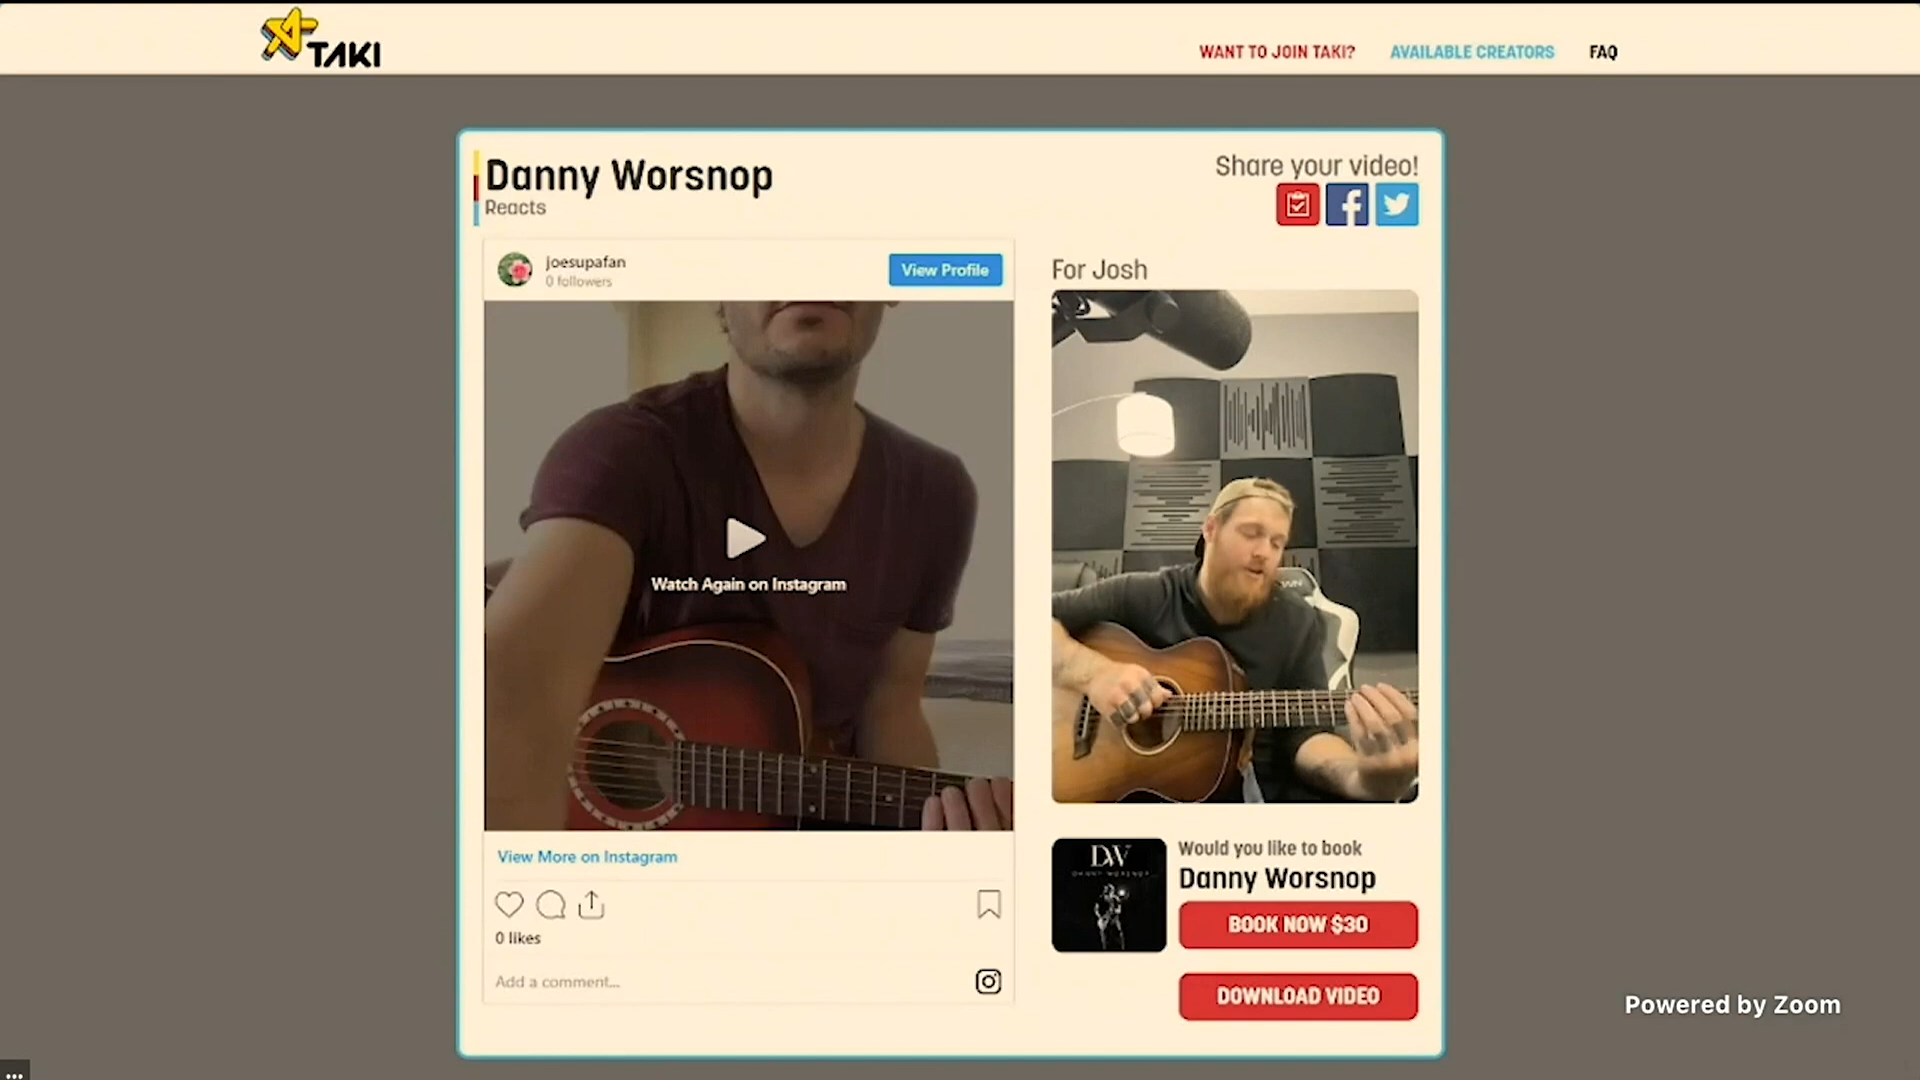 TAKI
WANT TO JOIN TAKI?
AVAILABLE CREATORS
FAQ
Danny Worsnop
Reacts
Share your video!
joesupafan
0 followers
View Profile
For Josh
Watch Again on Instagram
View More on Instagram
0 likes
Add a comment...
DW
DANNY WORSNOP
Would you like to book
Danny Worsnop
BOOK NOW $30
DOWNLOAD VIDEO
Powered by Zoom